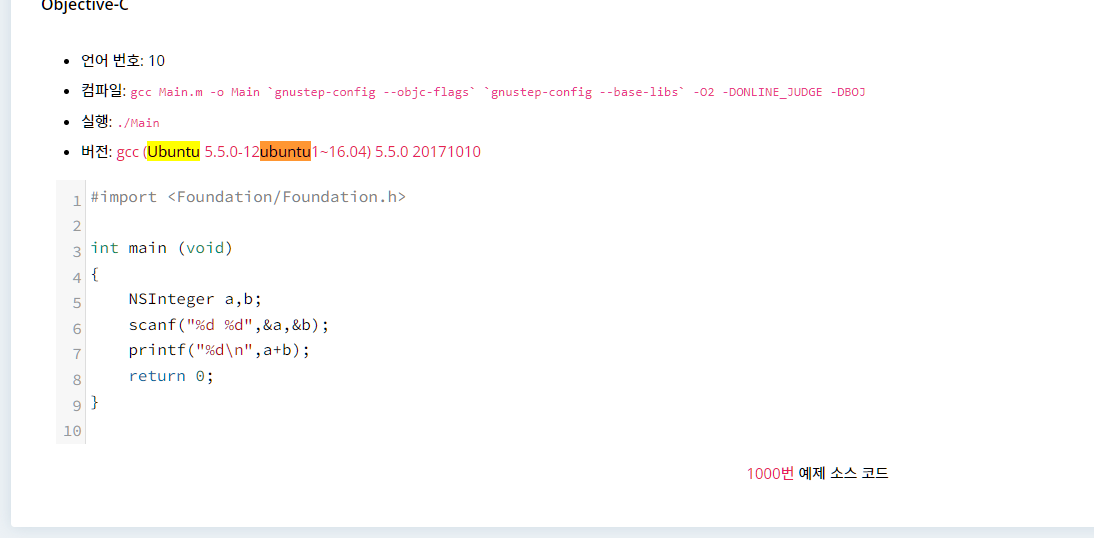 Objective-C
언어 번호: 10
컴파일: gcc Main.m -o Main `gnustep-config --objc-flags` `gnustep-config --base-libs` -O2 -DONLINE_JUDGE -DBOJ
실행: ./Main
버전: gcc (Ubuntu 5.5.0-12ubuntu1~16.04) 5.5.0 20171010
1 #import <Foundation/Foundation.h>
2
3 int main (void)
4 {
5     NSInteger a,b;
6     scanf("%d %d",&a,&b);
7     printf("%d\n",a+b);
8     return 0;
9 }
10
1000번 예제 소스 코드